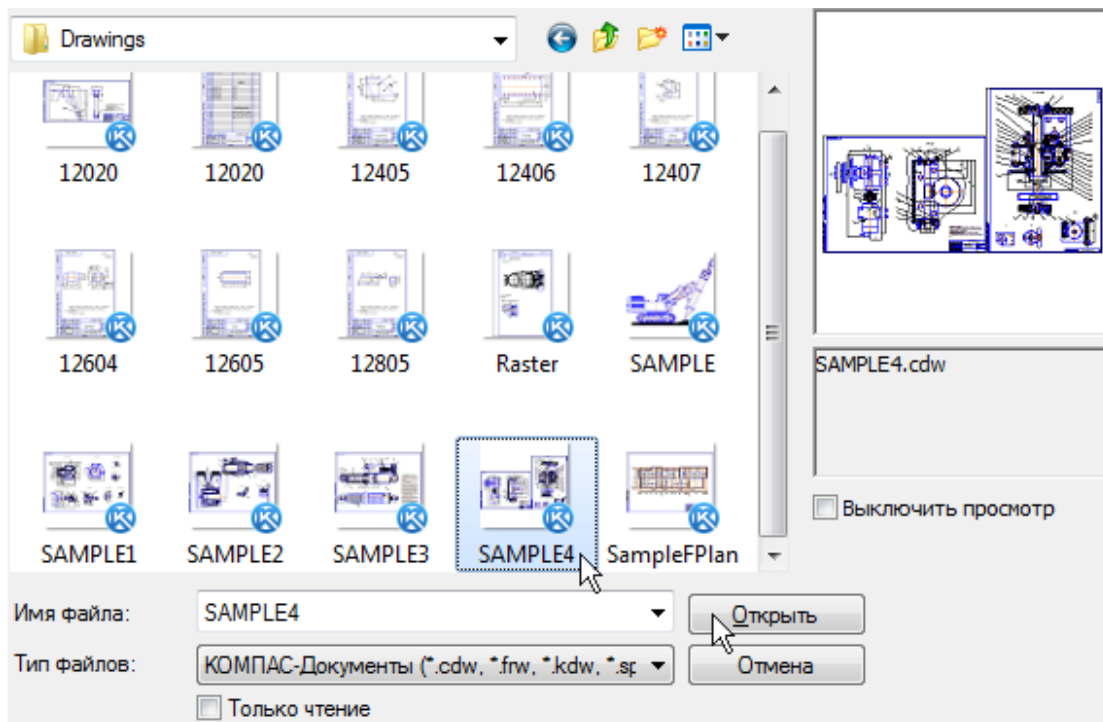 Drawings
12020
12020
12405
12406
12407
12604
12605
12805
Raster
SAMPLE
SAMPLE4.cdw
SAMPLE1
SAMPLE2
SAMPLE3
SAMPLE4
SampleFPlan
Выключить просмотр
Имя файла:
SAMPLE4
Открыть
Тип файлов:
КОМПАС-Документы (*.cdw, *.frw, *.kdw, *.sp
Отмена
Только чтение